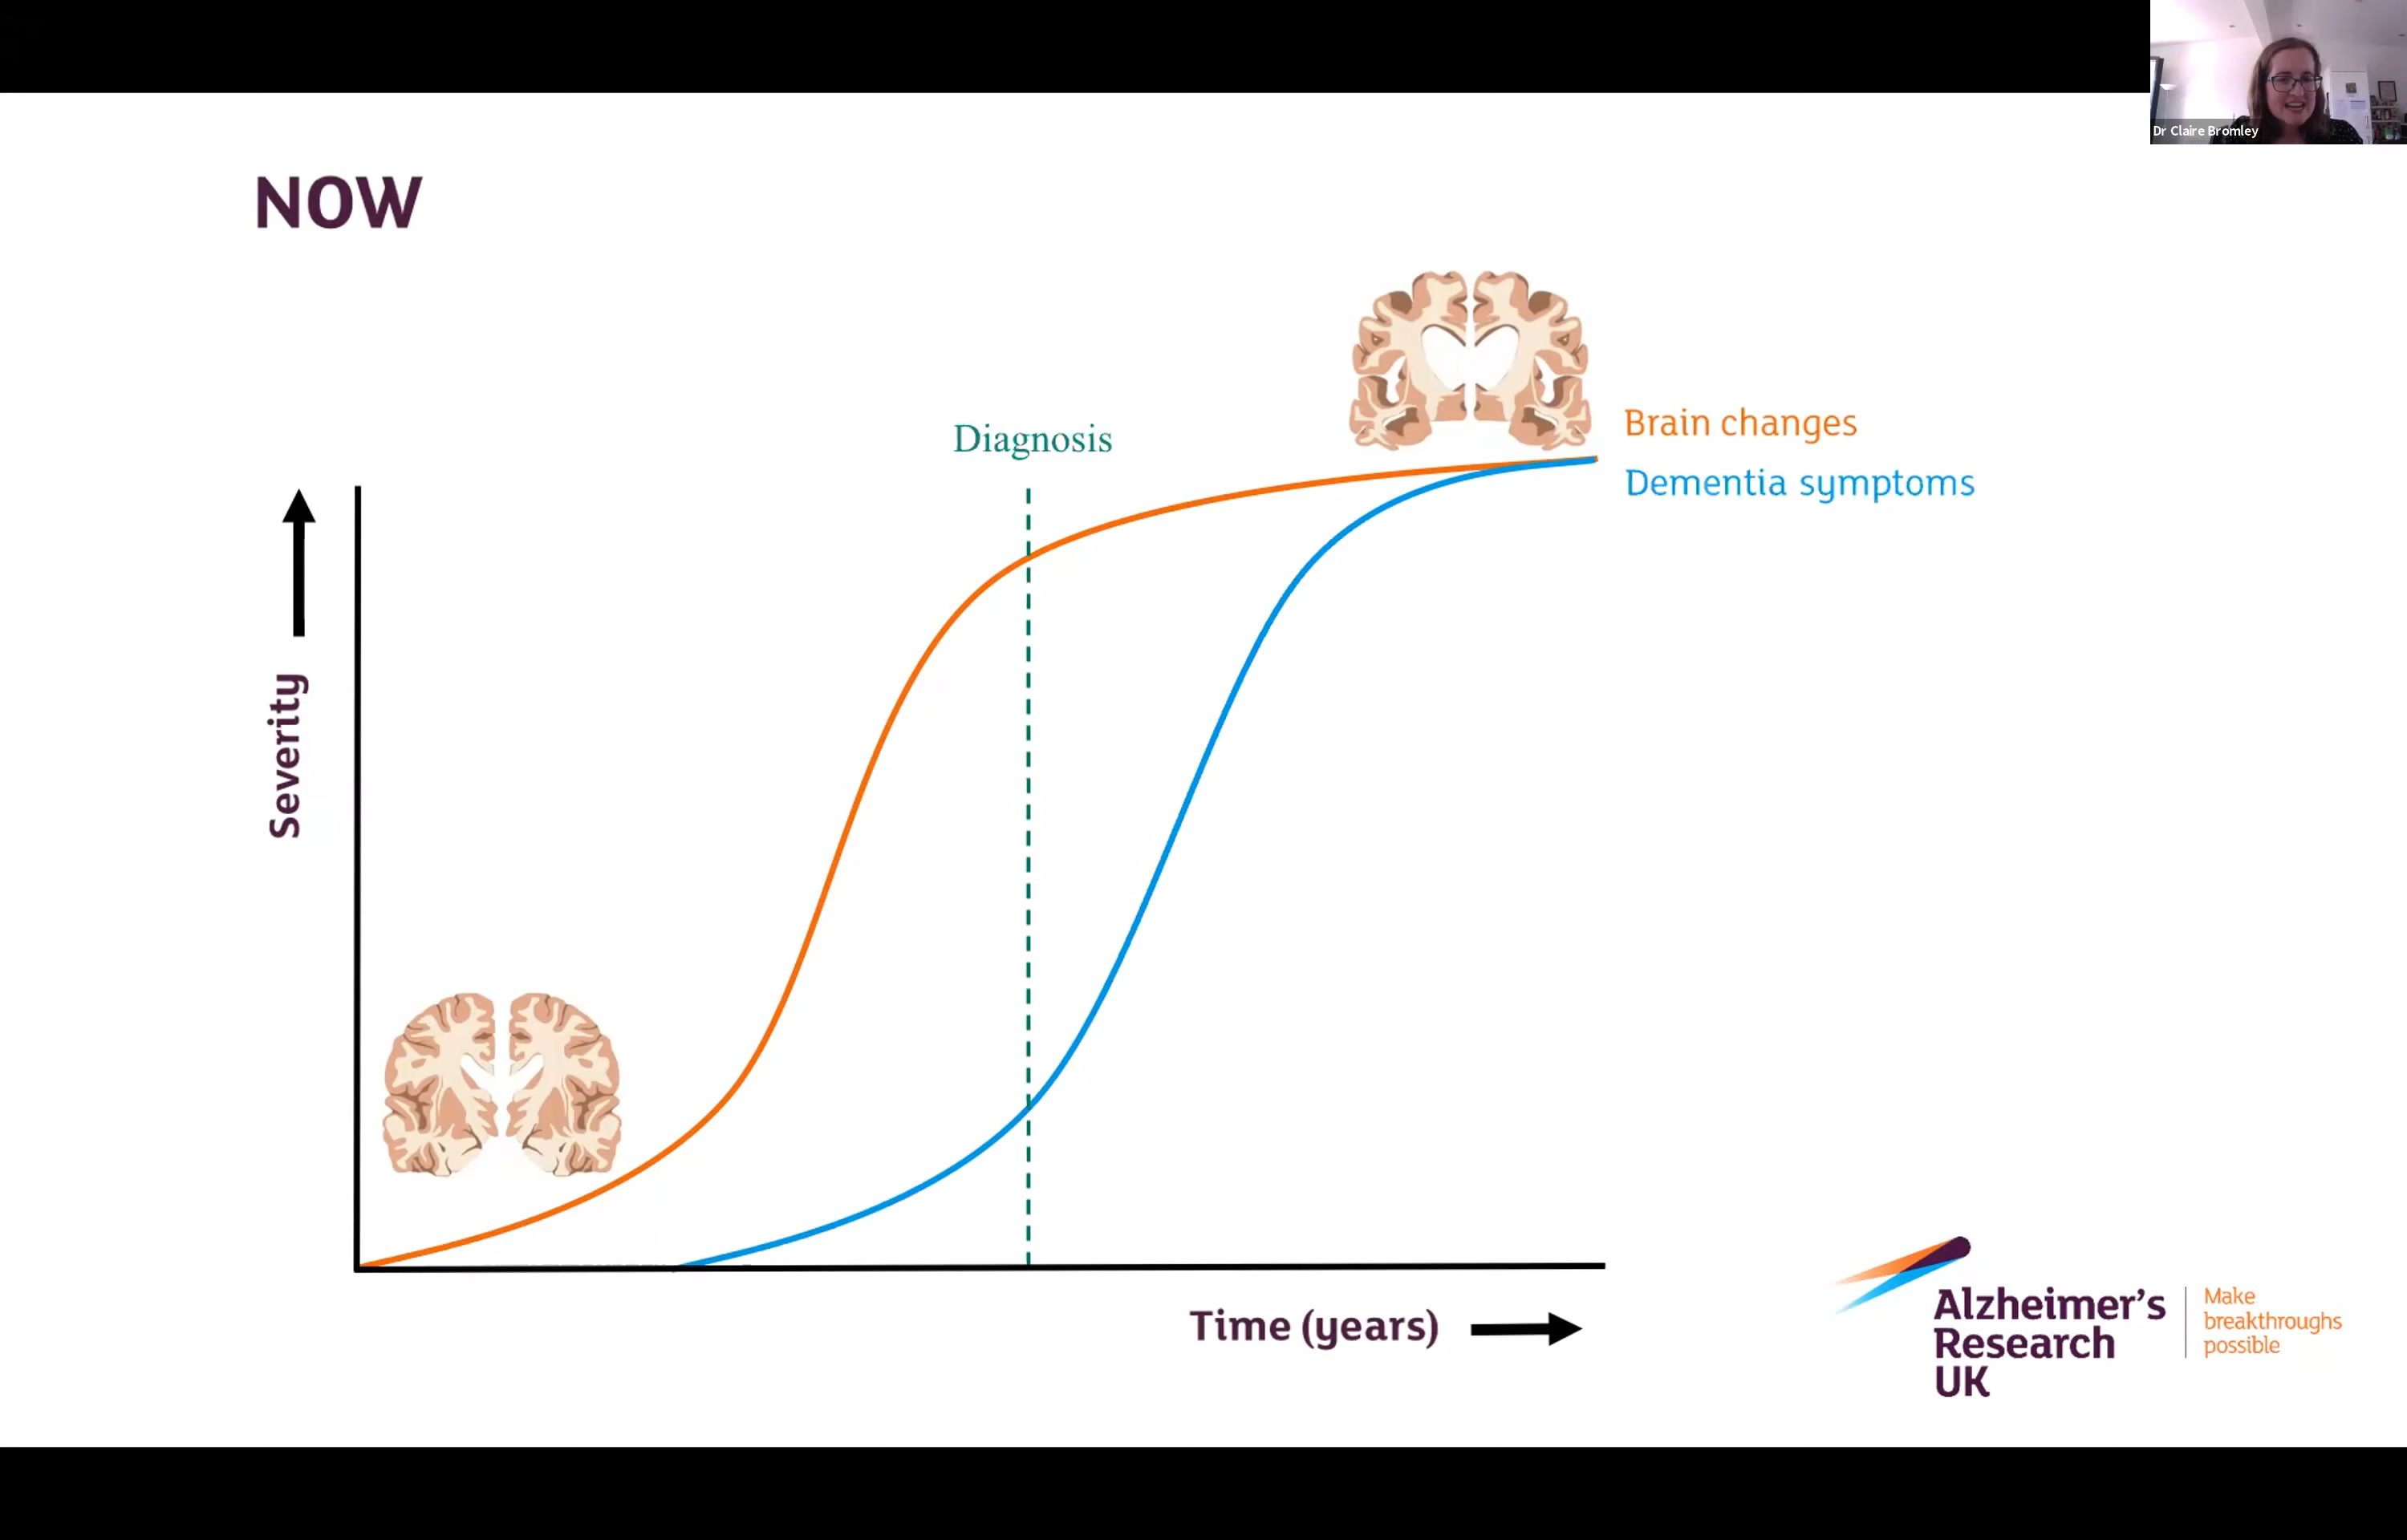 Dr Claire Bromley
NOW
Diagnosis
Brain changes
Dementia symptoms
Severity
Time (years)
Alzheimer's
Research
UK
Make
breakthroughs
possible